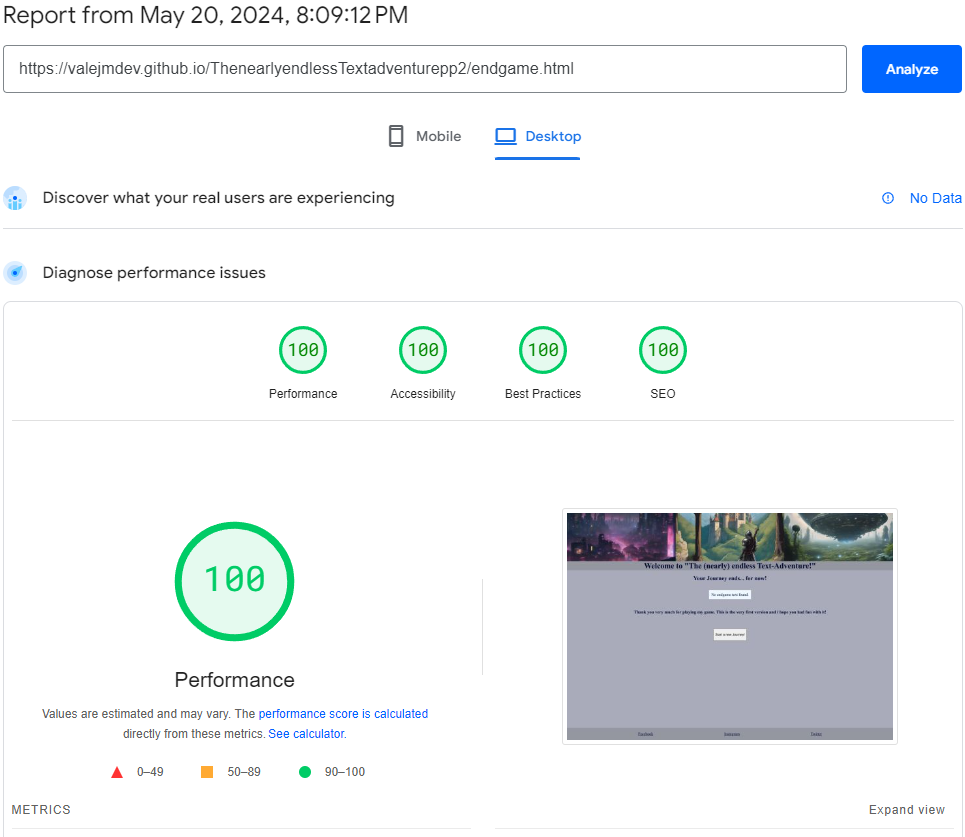 Report from May 20, 2024, 8:09:12 PM
https://valejmdev.github.io/ThenearlyendlessTextadventurepp2/endgame.html
Analyze
Mobile
Desktop
Discover what your real users are experiencing
No Data
Diagnose performance issues
100
100
100
100
Performance
Accessibility
Best Practices
SEO
100
Performance
Values are estimated and may vary. The performance score is calculated
directly from these metrics. See calculator.
0–49
50–89
90–100
Welcome to "The (nearly) endless Text-Adventure!"
Your Journey ends... for now!
Thank you very much for playing my game. This is the very first version and I hope you had fun with it!
METRICS
Expand view